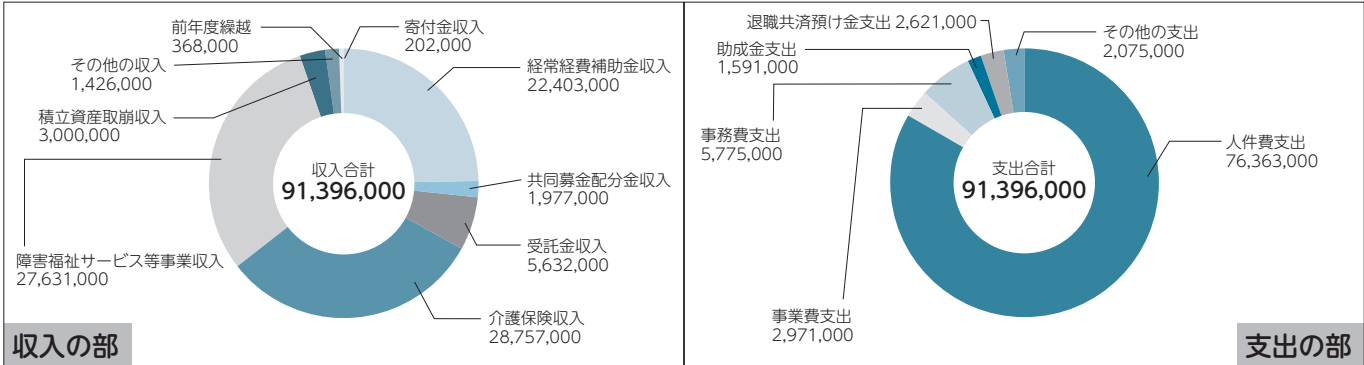 前年度繰越
368,000
寄付金収入
202,000
その他の収入
1,426,000
経常経費補助金収入
22,403,000
積立資産取崩収入
3,000,000
収入合計
91,396,000
共同募金配分金収入
1,977,000
受託金収入
5,632,000
障害福祉サービス等事業収入
27,631,000
介護保険収入
28,757,000
収入の部
退職共済預け金支出 2,621,000
その他の支出
2,075,000
助成金支出
1,591,000
事務費支出
5,775,000
人件費支出
76,363,000
支出合計
91,396,000
事業費支出
2,971,000
支出の部